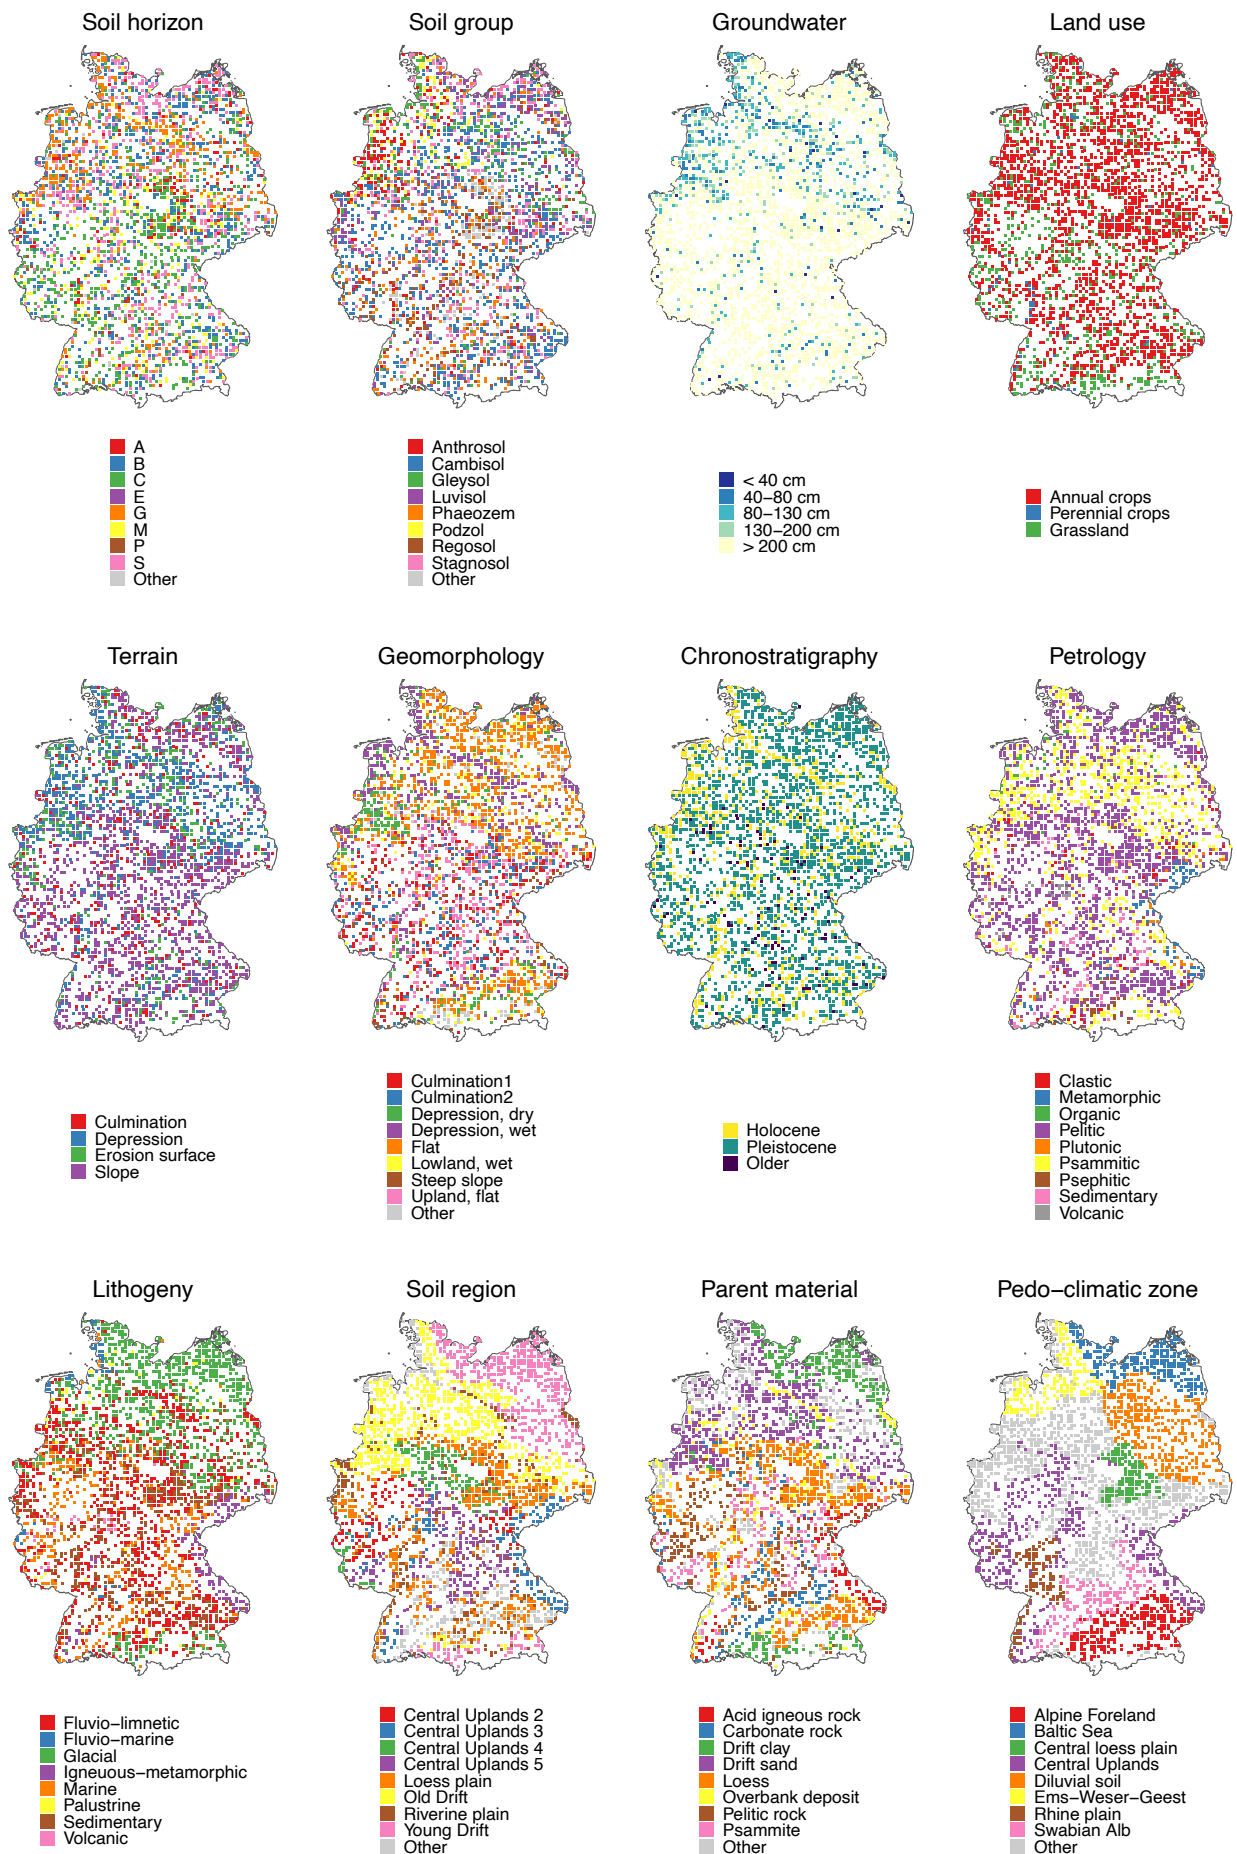 Soil horizon
Soil group
Groundwater
Land use
A
B
C
E
G
M
P
S
Other
Anthrosol
Cambisol
Gleysol
Luvisol
Phaeozem
Podzol
Regosol
Stagnosol
Other
< 40 cm
40–80 cm
80–130 cm
130–200 cm
> 200 cm
Annual crops
Perennial crops
Grassland
Terrain
Geomorphology
Chronostratigraphy
Petrology
Culmination
Depression
Erosion surface
Slope
Culmination1
Culmination2
Depression, dry
Depression, wet
Flat
Lowland, wet
Steep slope
Upland, flat
Other
Holocene
Pleistocene
Older
Clastic
Metamorphic
Organic
Pelitic
Plutonic
Psammitic
Psephitic
Sedimentary
Volcanic
Lithogeny
Soil region
Parent material
Pedo–climatic zone
Fluvio–limnetic
Fluvio–marine
Glacial
Igneuous–metamorphic
Marine
Palustrine
Sedimentary
Volcanic
Central Uplands 2
Central Uplands 3
Central Uplands 4
Central Uplands 5
Loess plain
Old Drift
Riverine plain
Young Drift
Other
Acid igneous rock
Carbonate rock
Drift clay
Drift sand
Loess
Overbank deposit
Pelitic rock
Psammite
Other
Alpine Foreland
Baltic Sea
Central loess plain
Central Uplands
Diluvial soil
Ems–Weser–Geest
Rhine plain
Swabian Alb
Other